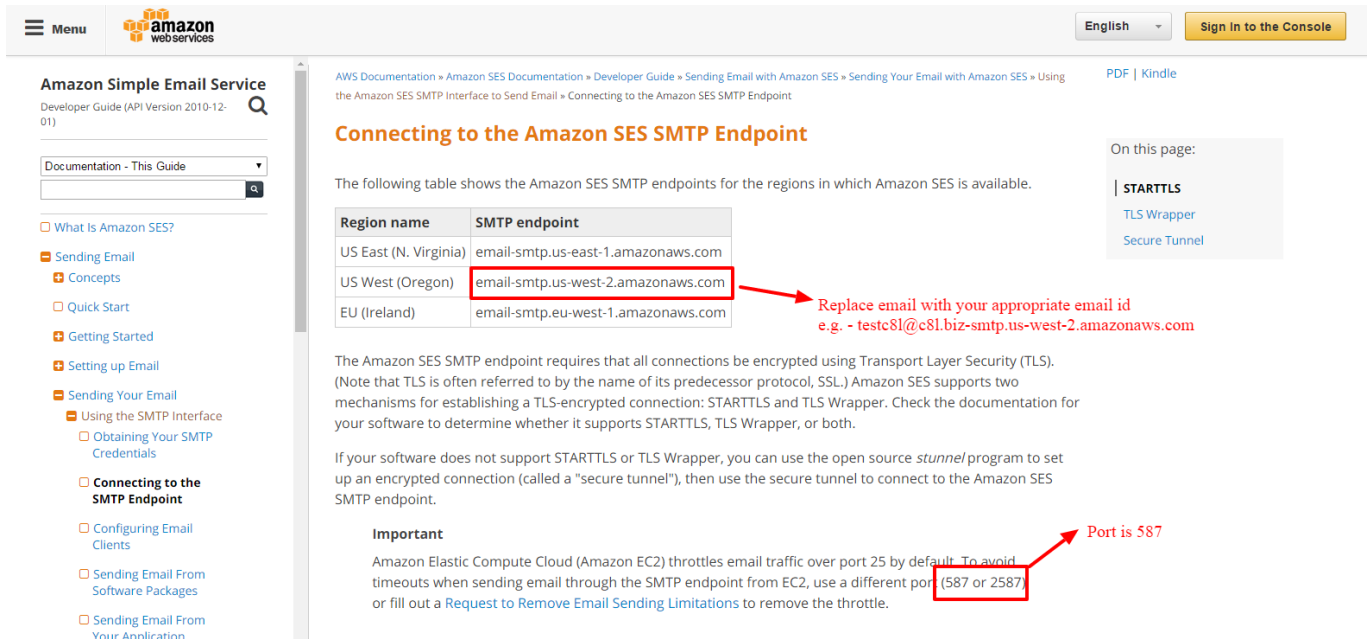 Menu
amazon
webservices
English
Sign In to the Console
Amazon Simple Email Service
Developer Guide (API Version 2010-12-
01)
Documentation - This Guide
What Is Amazon SES?
Sending Email
Concepts
Quick Start
Getting Started
Setting up Email
Sending Your Email
Using the SMTP Interface
Obtaining Your SMTP
Credentials
Connecting to the
SMTP Endpoint
Configuring Email
Clients
Sending Email From
Software Packages
Sending Email From
Your Application
AWS Documentation » Amazon SES Documentation » Developer Guide » Sending Email with Amazon SES » Sending Your Email with Amazon SES » Using
the Amazon SES SMTP Interface to Send Email » Connecting to the Amazon SES SMTP Endpoint
Connecting to the Amazon SES SMTP Endpoint
The following table shows the Amazon SES SMTP endpoints for the regions in which Amazon SES is available.
Region name SMTP endpoint
US East (N. Virginia) email-smtp.us-east-1.amazonaws.com
US West (Oregon) email-smtp.us-west-2.amazonaws.com
EU (Ireland) email-smtp.eu-west-1.amazonaws.com
Replace email with your appropriate email id
e.g. - testc8l@c8l.biz-smtp.us-west-2.amazonaws.com
The Amazon SES SMTP endpoint requires that all connections be encrypted using Transport Layer Security (TLS).
(Note that TLS is often referred to by the name of its predecessor protocol, SSL.) Amazon SES supports two
mechanisms for establishing a TLS-encrypted connection: STARTTLS and TLS Wrapper. Check the documentation for
your software to determine whether it supports STARTTLS, TLS Wrapper, or both.
If your software does not support STARTTLS or TLS Wrapper, you can use the open source stunnel program to set
up an encrypted connection (called a "secure tunnel"), then use the secure tunnel to connect to the Amazon SES
SMTP endpoint.
Important
Amazon Elastic Compute Cloud (Amazon EC2) throttles email traffic over port 25 by default. To avoid
timeouts when sending email through the SMTP endpoint from EC2, use a different port (587 or 2587)
or fill out a Request to Remove Email Sending Limitations to remove the throttle.
Port is 587
PDF | Kindle
On this page:
STARTTLS
TLS Wrapper
Secure Tunnel